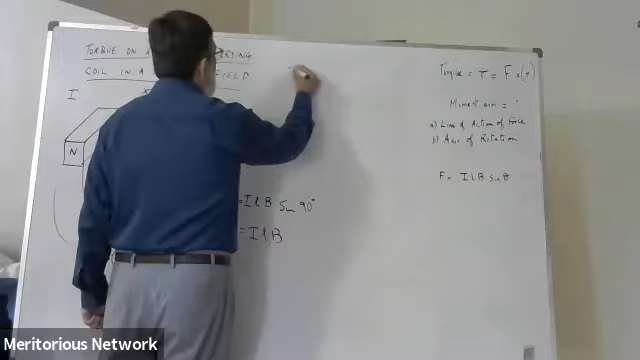 TORQUE ON A
COIL IN A FIELD
I
X
N
= I l B Sin 90°
= I l B
Torque = τ = F × (r)
Moment arm = ?
a) Line of Action of Force
b) Axis of Rotation
F = I l B Sin θ
Meritorious Network